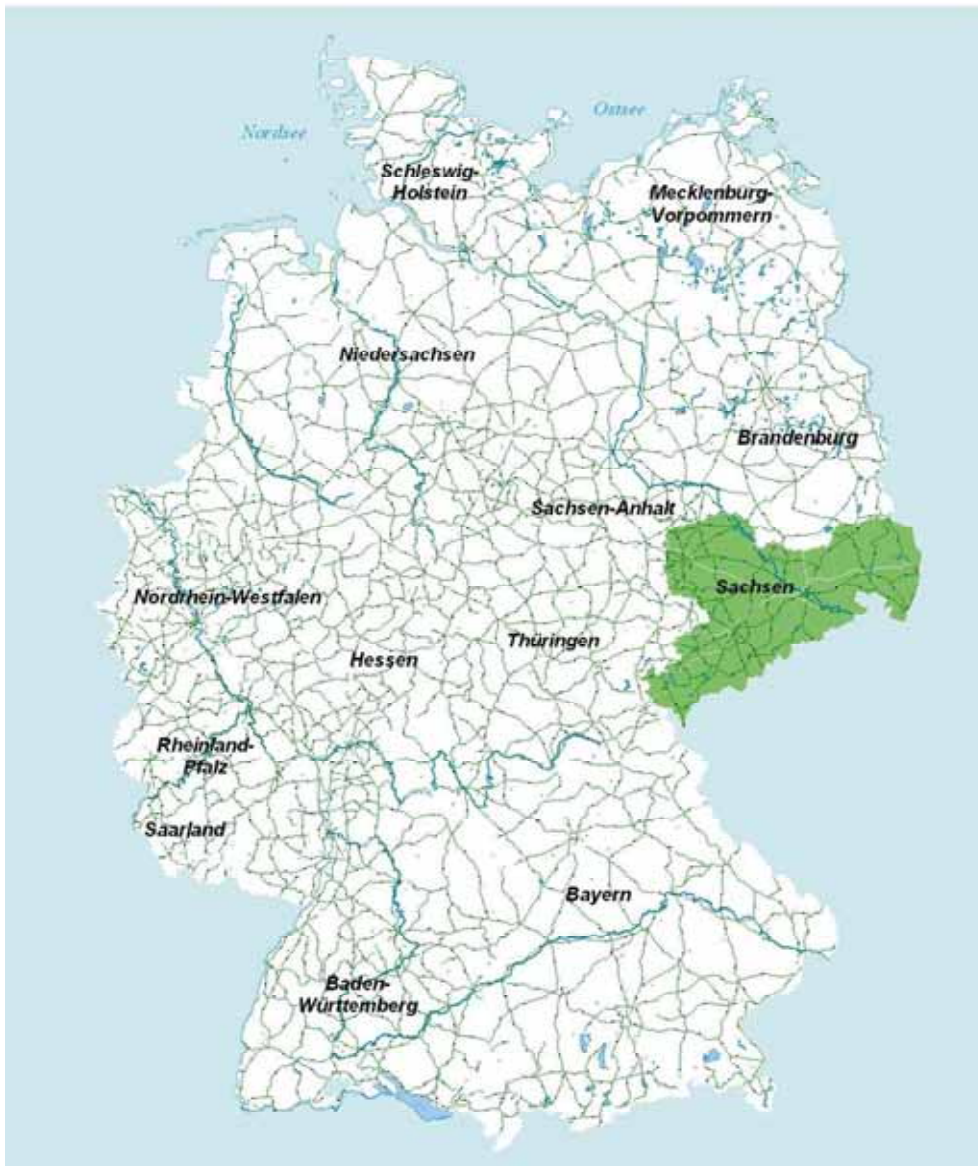 Nordsee
Ostsee
Schleswig-
Holstein
Mecklenburg-
Vorpommern
Niedersachsen
Brandenburg
Sachsen-Anhalt
Sachsen
Nordrhein-Westfalen
Thüringen
Hessen
Rheinland-
Pfalz
Saarland
Bayern
Baden-
Württemberg